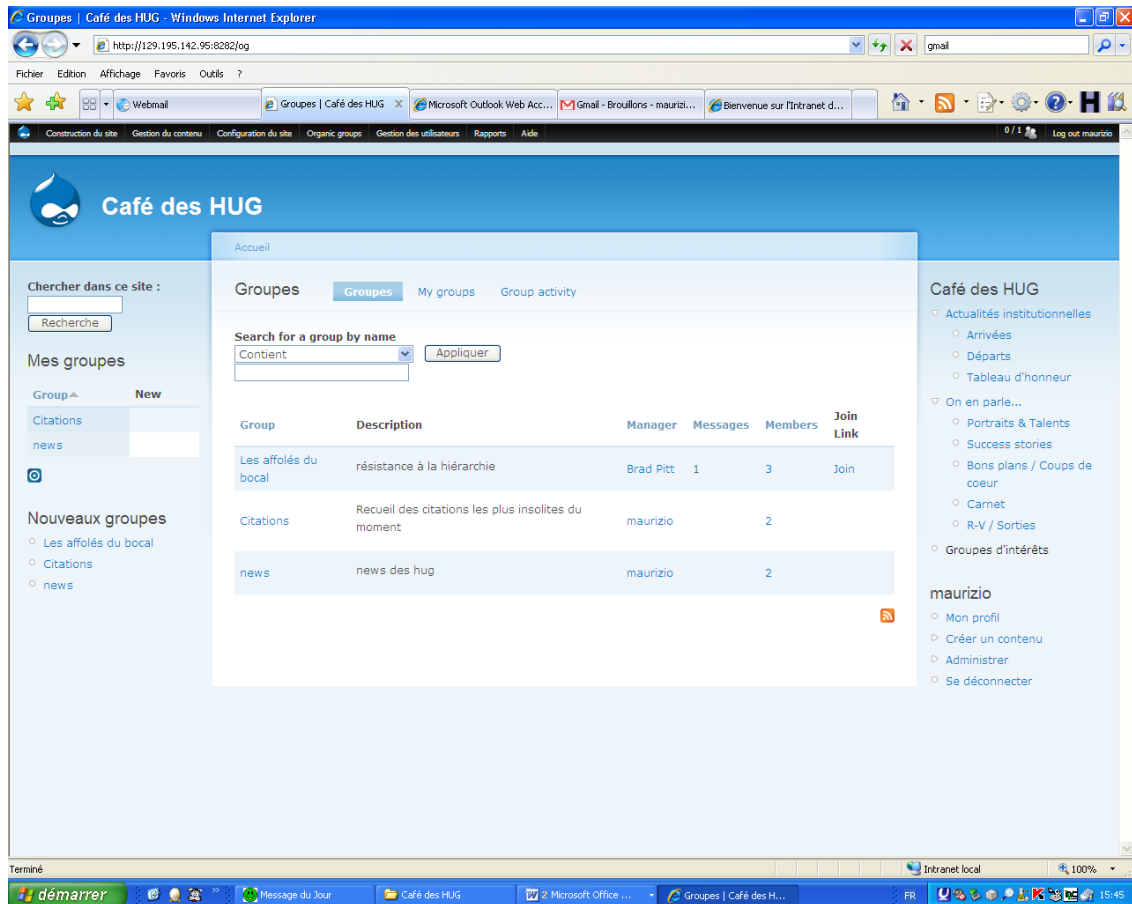 Groupes | Café des HUG - Windows Internet Explorer
http://129.195.142.95:8282/og
gmail
Fichier Edition Affichage Favoris Outils ?
Webmail
Groupes | Café des HUG X
Microsoft Outlook Web Acc...
Gmail - Brouillons - maurizi...
Bienvenue sur l'Intranet d...
Construction du site Gestion du contenu Configuration du site Organic groups Gestion des utilisateurs Rapports Aide
0 / 1 Log out maurizio
Café des HUG
Accueil
Chercher dans ce site :
Recherche
Mes groupes
Group New
Citations
news
Nouveaux groupes
Les affolés du bocal
Citations
news
Groupes Groupes My groups Group activity
Search for a group by name
Contient Appliquer
Group Description Manager Messages Members Join Link
Les affolés du bocal résistance à la hiérarchie Brad Pitt 1 3 Join
Citations Recueil des citations les plus insolites du moment maurizio 2
news news des hug maurizio 2
Café des HUG
Actualités institutionnelles
Arrivées
Départs
Tableau d'honneur
On en parle...
Portraits & Talents
Success stories
Bons plans / Coups de
coeur
Carnet
R-V / Sorties
Groupes d'intérêts
maurizio
Mon profil
Créer un contenu
Administrer
Se déconnecter
Terminé Intranet local 100%
démarrer Message du Jour Café des HUG 2 Microsoft Office ... Groupes | Café des H... FR 15:45